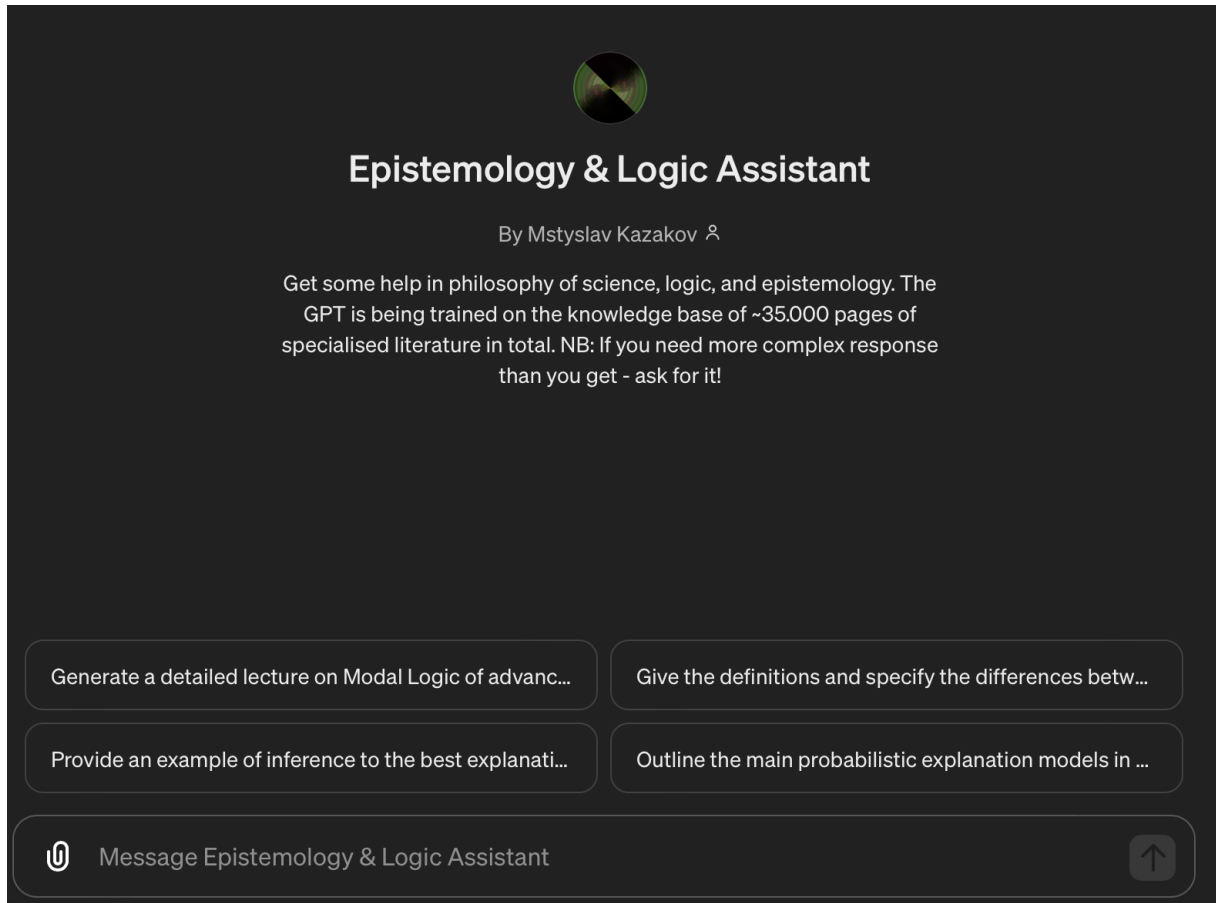 Epistemology & Logic Assistant
By Mstyslav Kazakov
Get some help in philosophy of science, logic, and epistemology. The
GPT is being trained on the knowledge base of ~35.000 pages of
specialised literature in total. NB: If you need more complex response
than you get - ask for it!
Generate a detailed lecture on Modal Logic of advanc...
Give the definitions and specify the differences betw...
Provide an example of inference to the best explanati...
Outline the main probabilistic explanation models in ...
Message Epistemology & Logic Assistant